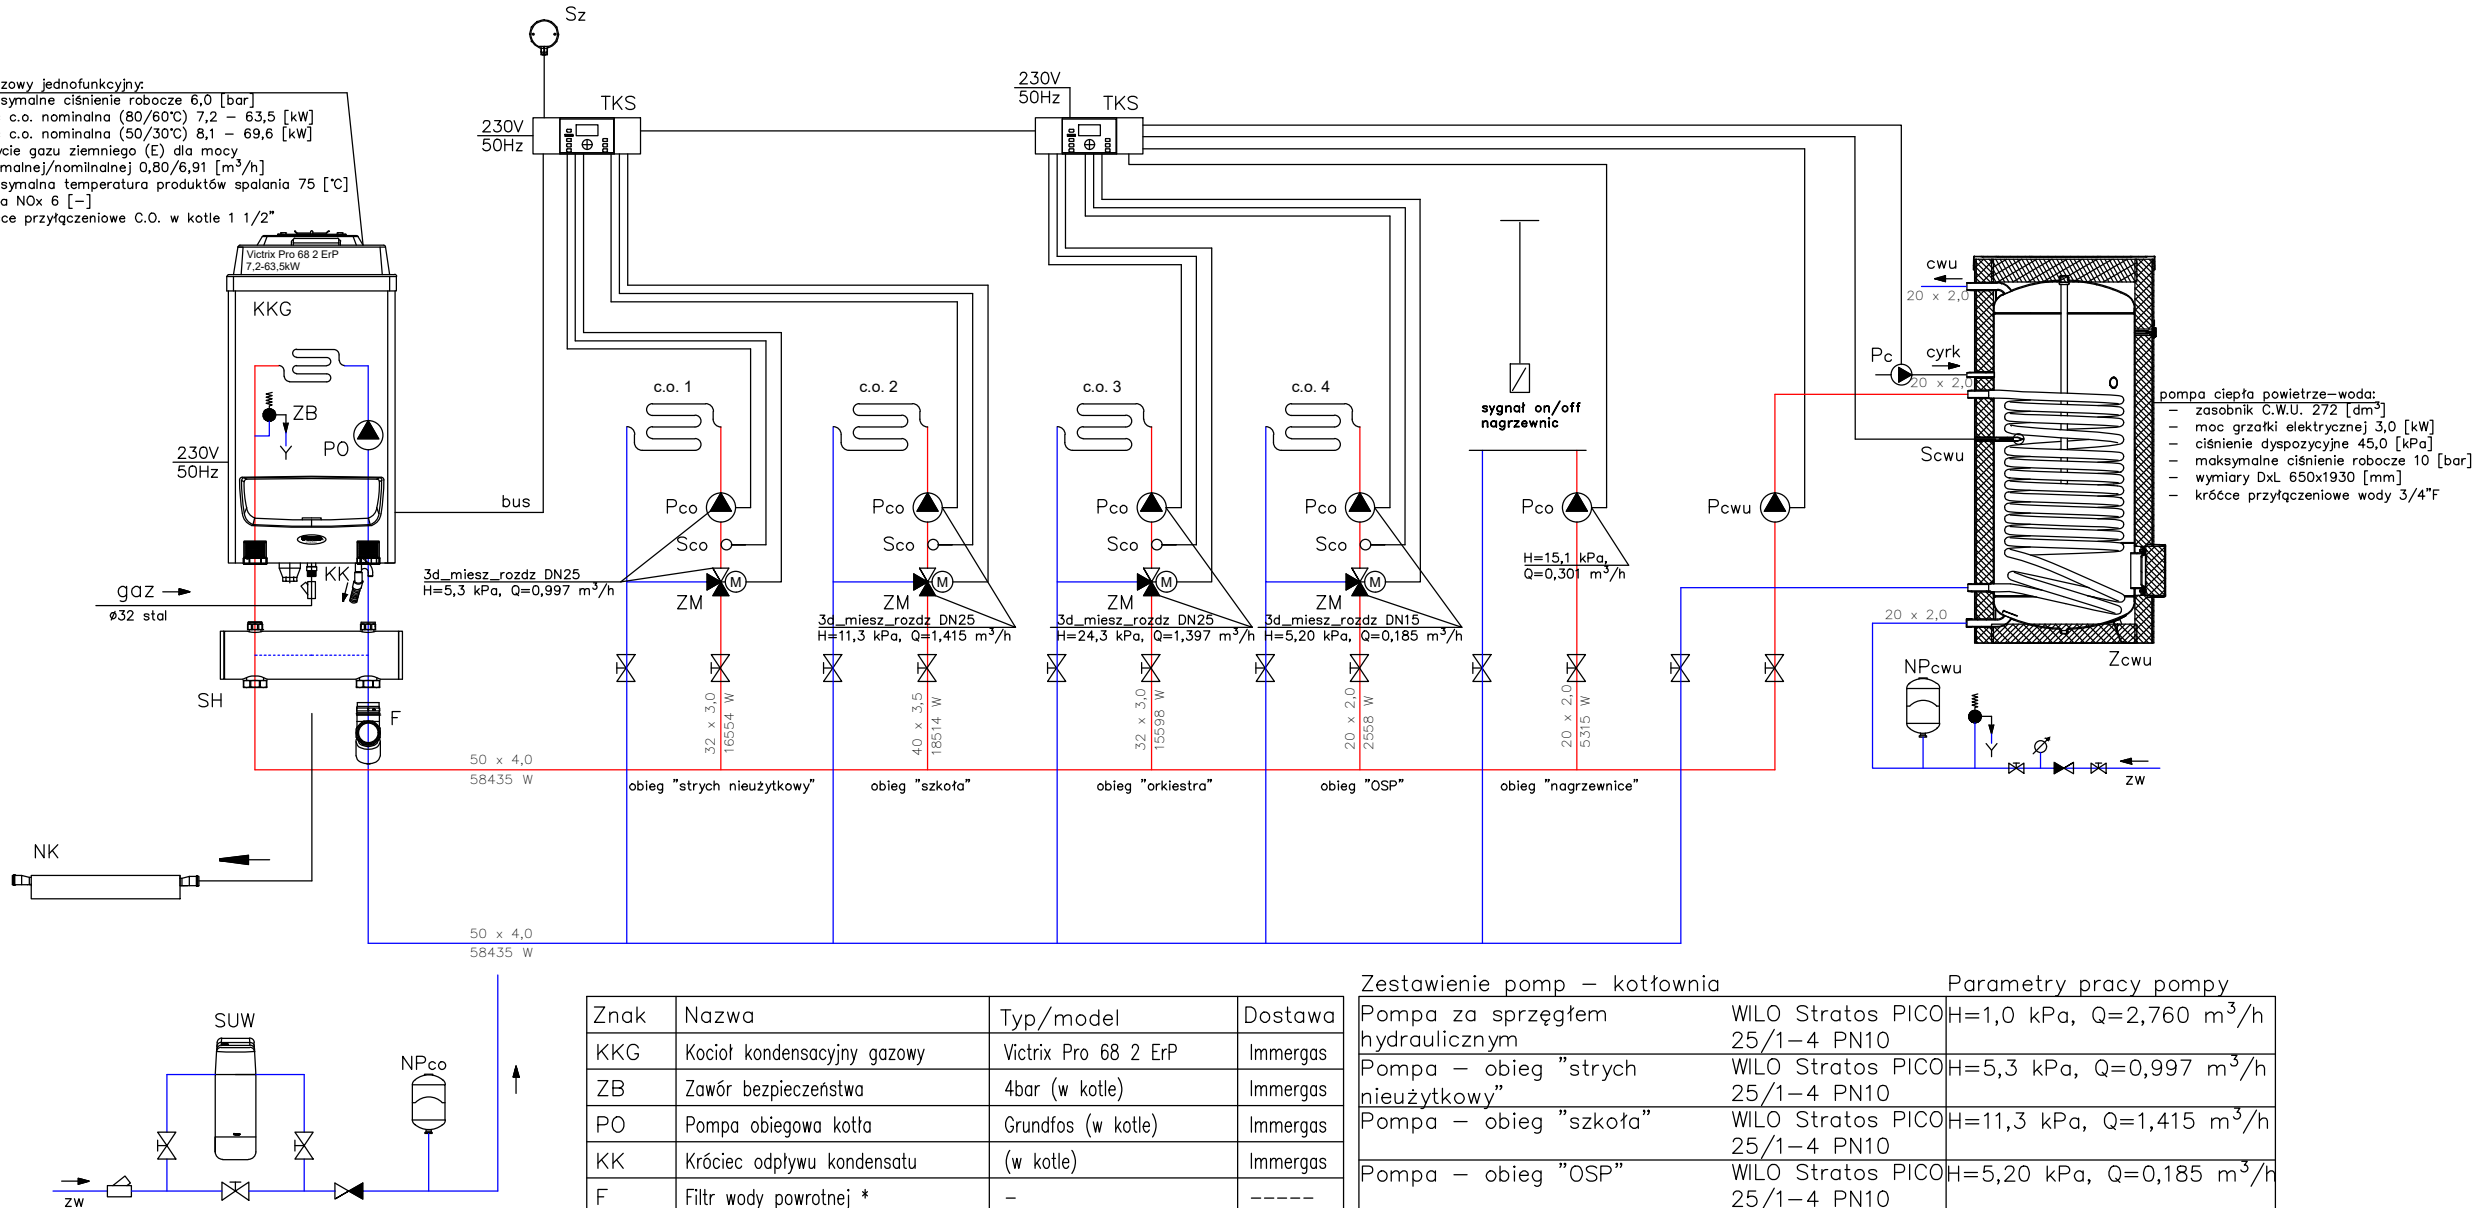 Sz
zowy jednofunkcyjny:
symalne ciśnienie robocze 6,0 [bar]
c.o. nominalna (80/60°C) 7,2 – 63,5 [kW]
c.o. nominalna (50/30°C) 8,1 – 69,6 [kW]
cie gazu ziemnego (E) dla mocy
malnej/nomilnalnej 0,80/6,91 [m³/h]
symalna temperatura produktów spalania 75 [°C]
a NOx 6 [–]
ce przyłączeniowe C.O. w kotle 1 1/2"
TKS
230V
50Hz
230V
50Hz
TKS
Victrix Pro 68 2 ErP
7,2-63,5kW
KKG
ZB
Y
PO
230V
50Hz
bus
KK
gaz
ø32 stal
SH
F
NK
c.o. 1
c.o. 2
c.o. 3
c.o. 4
sygnał on/off
nagrzewnic
Pco
Pco
Pco
Pco
Pco
Pcwu
Sco
Sco
Sco
Sco
M
M
M
M
ZM
ZM
ZM
ZM
3d_miesz_rozdz DN25
H=5,3 kPa, Q=0,997 m³/h
3d_miesz_rozdz DN25
H=11,3 kPa, Q=1,415 m³/h
3d_miesz_rozdz DN25
H=24,3 kPa, Q=1,397 m³/h
3d_miesz_rozdz DN15
H=5,20 kPa, Q=0,185 m³/h
H=15,1 kPa,
Q=0,301 m³/h
cwu
20 x 2,0
Pc
cyrk
20 x 2,0
Scwu
pompa ciepła powietrze–woda:
– zasobnik C.W.U. 272 [dm³]
– moc grzałki elektrycznej 3,0 [kW]
– ciśnienie dyspozycyjne 45,0 [kPa]
– maksymalne ciśnienie robocze 10 [bar]
– wymiary DxL 650x1930 [mm]
– króćce przyłączeniowe wody 3/4"F
20 x 2,0
Zcwu
NPcwu
Y
zw
32 x 3,0
16554 W
40 x 3,5
18514 W
32 x 3,0
15598 W
20 x 2,0
2558 W
20 x 2,0
5315 W
50 x 4,0
58435 W
obieg "strych nieużytkowy"
obieg "szkoła"
obieg "orkiestra"
obieg "OSP"
obieg "nagrzewnice"
50 x 4,0
58435 W
SUW
NPco
zw
Znak Nazwa Typ/model Dostawa
KKG Kocioł kondensacyjny gazowy Victrix Pro 68 2 ErP Immergas
ZB Zawór bezpieczeństwa 4bar (w kotle) Immergas
PO Pompa obiegowa kotła Grundfos (w kotle) Immergas
KK Króciec odpływu kondensatu (w kotle) Immergas
F Filtr wody powrotnej * – -----
Zestawienie pomp – kotłownia Parametry pracy pompy
Pompa za sprzęgłem WILO Stratos PICO H=1,0 kPa, Q=2,760 m³/h
hydraulicznym 25/1–4 PN10
Pompa – obieg "strych WILO Stratos PICO H=5,3 kPa, Q=0,997 m³/h
nieużytkowy" 25/1–4 PN10
Pompa – obieg "szkoła" WILO Stratos PICO H=11,3 kPa, Q=1,415 m³/h
25/1–4 PN10
Pompa – obieg "OSP" WILO Stratos PICO H=5,20 kPa, Q=0,185 m³/h
25/1–4 PN10